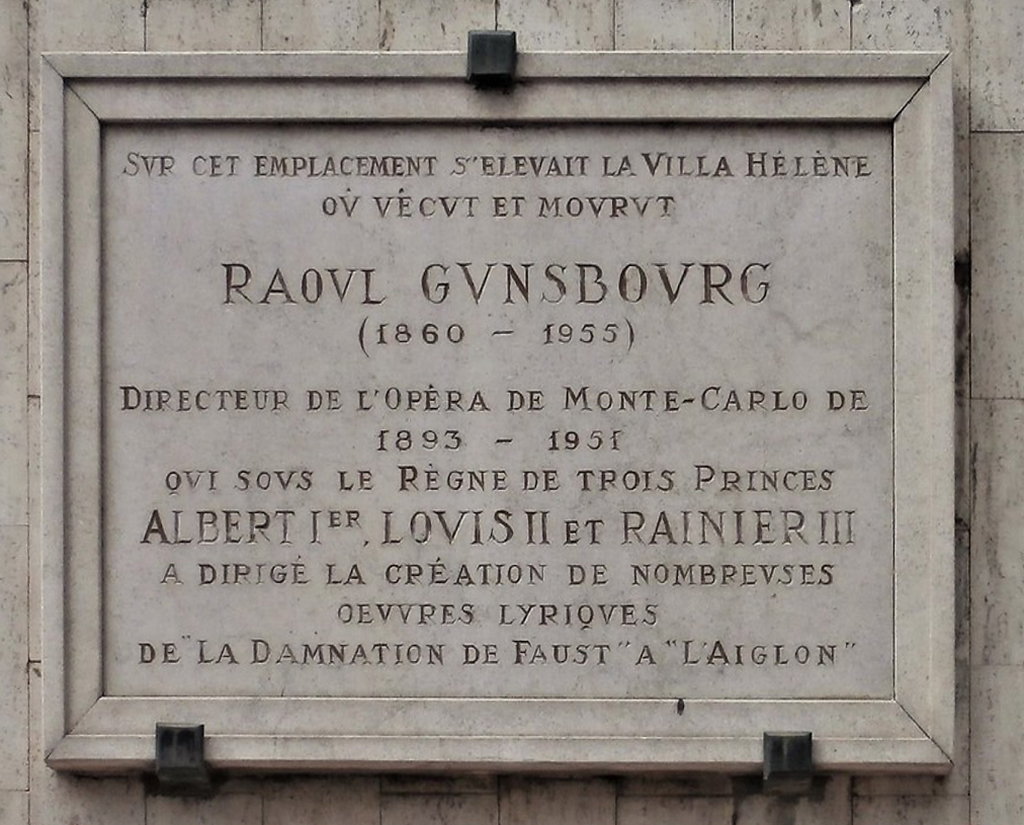 SVR CET EMPLACEMENT S'ELEVAIT LA VILLA HÉLÈNE
OÙ VÉCVT ET MOVRVT
RAOVL GVNSBOVRG
(1860 - 1955)
DIRECTEUR DE L'OPÉRA DE MONTE-CARLO DE
1893 - 1951
QVI SOVS LE RÈGNE DE TROIS PRINCES
ALBERT IER, LOVIS II ET RAINIER III
A DIRIGÉ LA CRÉATION DE NOMBREVSES
OEVVRES LYRIQVES
DE "LA DAMNATION DE FAUST" A "L'AIGLON"